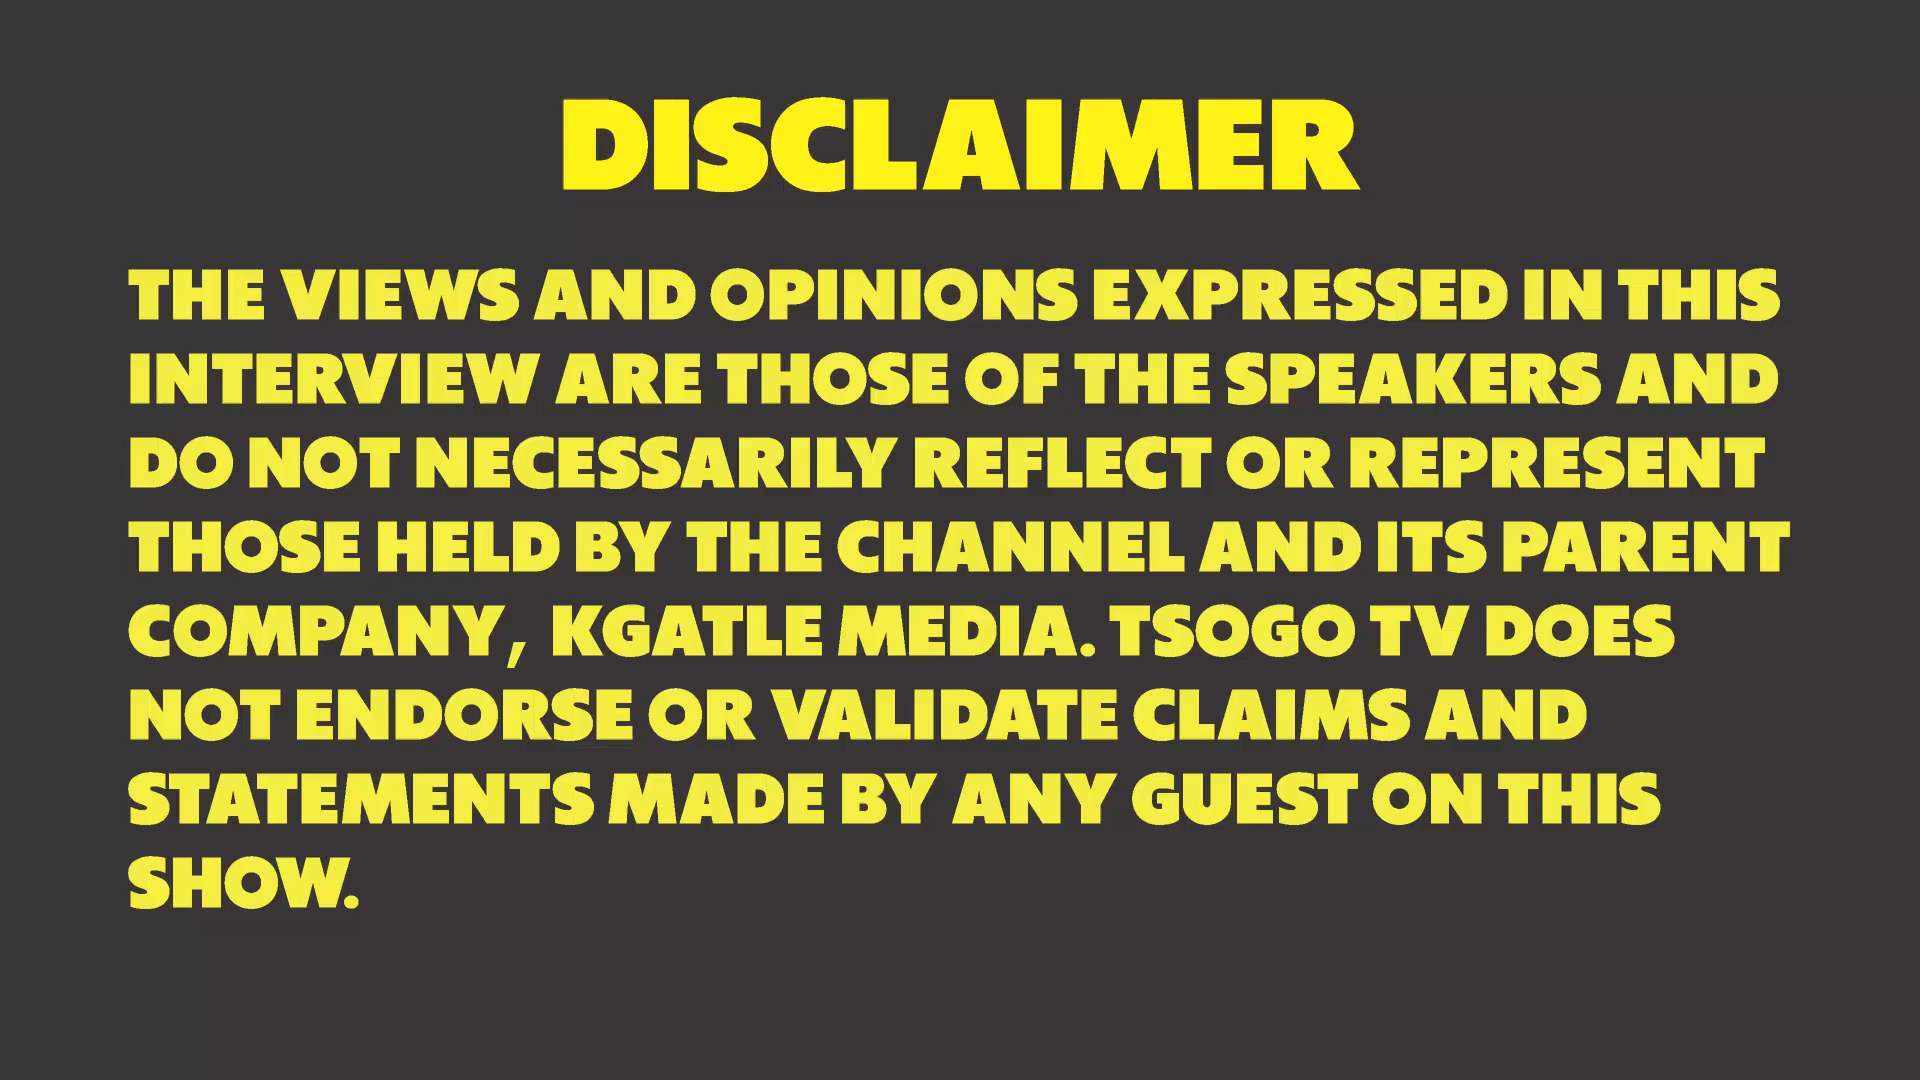 DISCLAIMER
THE VIEWS AND OPINIONS EXPRESSED IN THIS
INTERVIEW ARE THOSE OF THE SPEAKERS AND
DO NOT NECESSARILY REFLECT OR REPRESENT
THOSE HELD BY THE CHANNEL AND ITS PARENT
COMPANY, KGATLE MEDIA. TSOGO TV DOES
NOT ENDORSE OR VALIDATE CLAIMS AND
STATEMENTS MADE BY ANY GUEST ON THIS
SHOW.